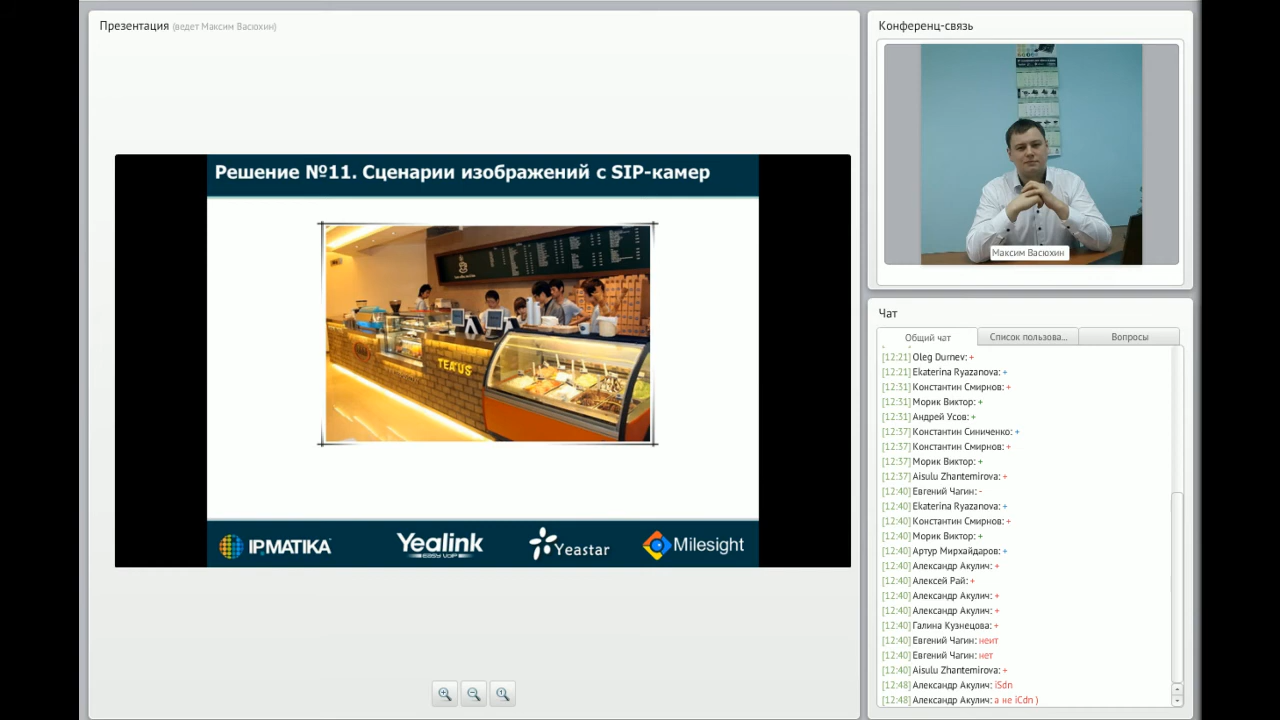 Презентация (ведет Максим Васюхин)
Решение №11. Сценарии изображений с SIP-камер
TEA'US
IPMATIKA
Yealink
EASY VOIP
Yeastar
Milesight
Конференц-связь
Максим Васюхин
Чат
Общий чат
Список пользова...
Вопросы
[12:21] Oleg Durnev: +
[12:21] Ekaterina Ryazanova: +
[12:31] Константин Смирнов: +
[12:31] Морик Виктор: +
[12:31] Андрей Усов: +
[12:37] Константин Синиченко: +
[12:37] Константин Смирнов: +
[12:37] Морик Виктор: +
[12:37] Aisulu Zhantemirova: +
[12:40] Евгений Чагин: -
[12:40] Ekaterina Ryazanova: +
[12:40] Константин Смирнов: +
[12:40] Морик Виктор: +
[12:40] Артур Мирхайдаров: +
[12:40] Александр Акулич: +
[12:40] Алексей Рай: +
[12:40] Александр Акулич: +
[12:40] Александр Акулич: +
[12:40] Галина Кузнецова: +
[12:40] Евгений Чагин: неит
[12:40] Евгений Чагин: нет
[12:40] Aisulu Zhantemirova: +
[12:48] Александр Акулич: iSdn
[12:48] Александр Акулич: а не iCdn )